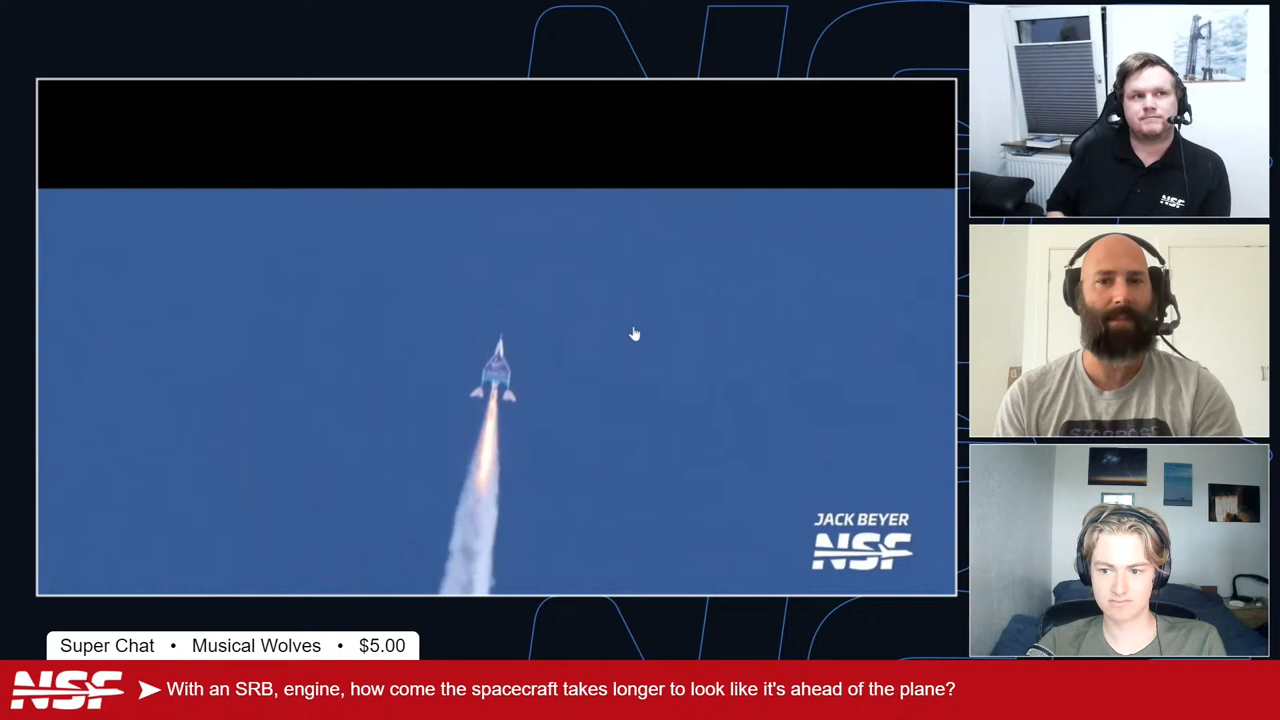 JACK BEYER
NSF
NSF
Super Chat • Musical Wolves • $5.00
NSF With an SRB, engine, how come the spacecraft takes longer to look like it's ahead of the plane?